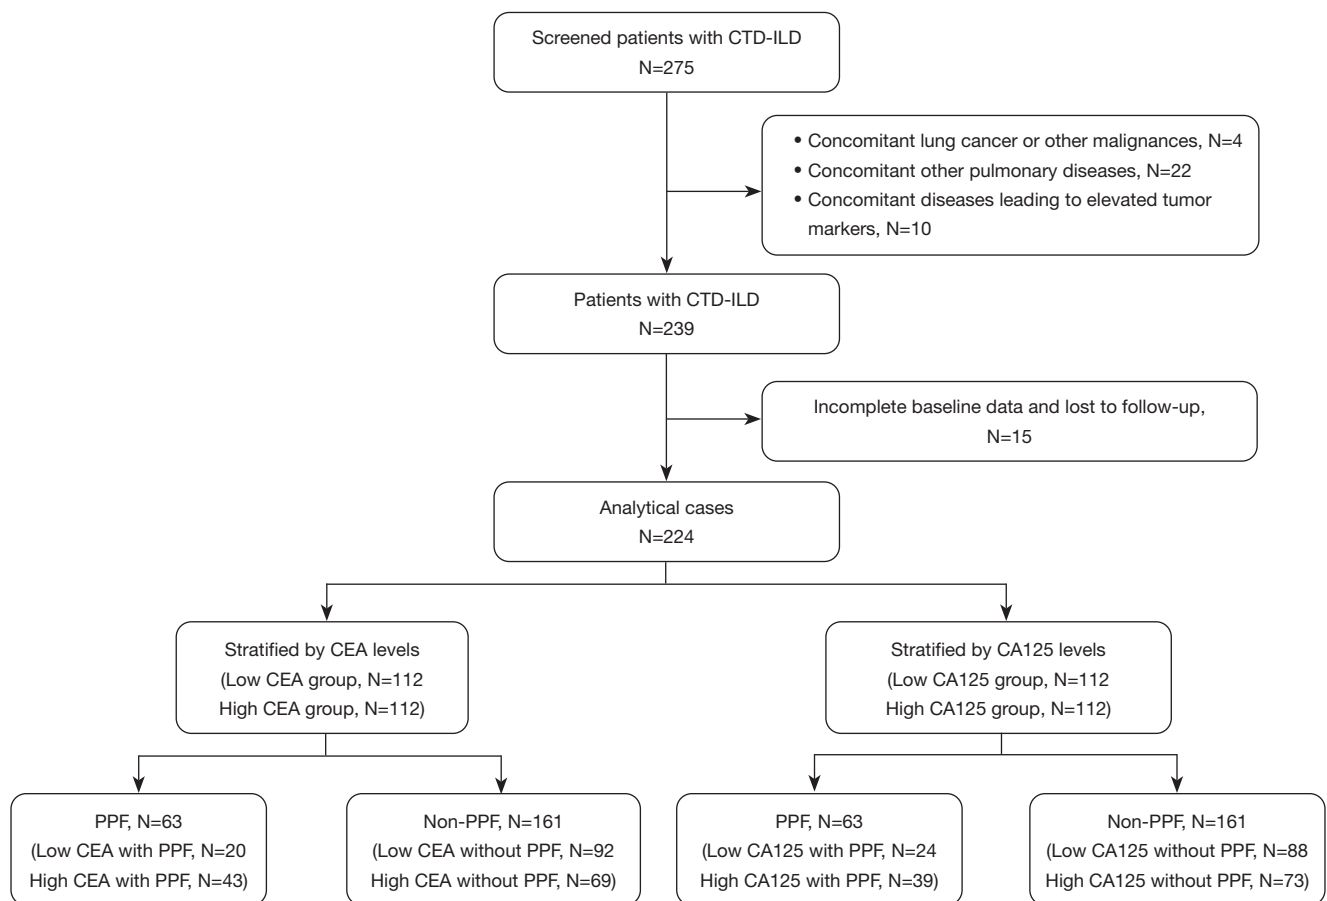 Screened patients with CTD-ILD
N=275
• Concomitant lung cancer or other malignances, N=4
• Concomitant other pulmonary diseases, N=22
• Concomitant diseases leading to elevated tumor
markers, N=10
Patients with CTD-ILD
N=239
Incomplete baseline data and lost to follow-up,
N=15
Analytical cases
N=224
Stratified by CEA levels
(Low CEA group, N=112
High CEA group, N=112)
Stratified by CA125 levels
(Low CA125 group, N=112
High CA125 group, N=112)
PPF, N=63
(Low CEA with PPF, N=20
High CEA with PPF, N=43)
Non-PPF, N=161
(Low CEA without PPF, N=92
High CEA without PPF, N=69)
PPF, N=63
(Low CA125 with PPF, N=24
High CA125 with PPF, N=39)
Non-PPF, N=161
(Low CA125 without PPF, N=88
High CA125 without PPF, N=73)